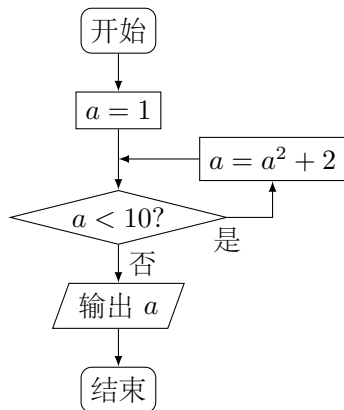 开始
a = 1
a = a² + 2
a < 10?
是
否
输出 a
结束